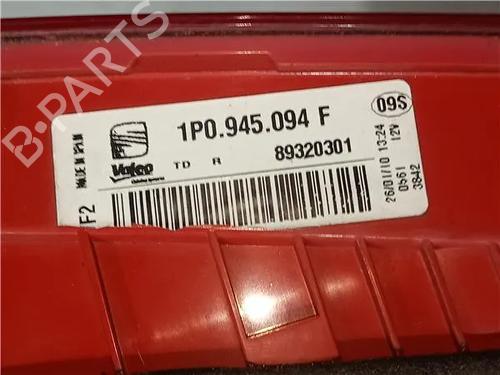 B-PARTS
1P0.945.094 F
09S
Valeo
TD R
89320301
MADE IN SPAIN
F2
26/01/10 13:24
0561 12V
3842